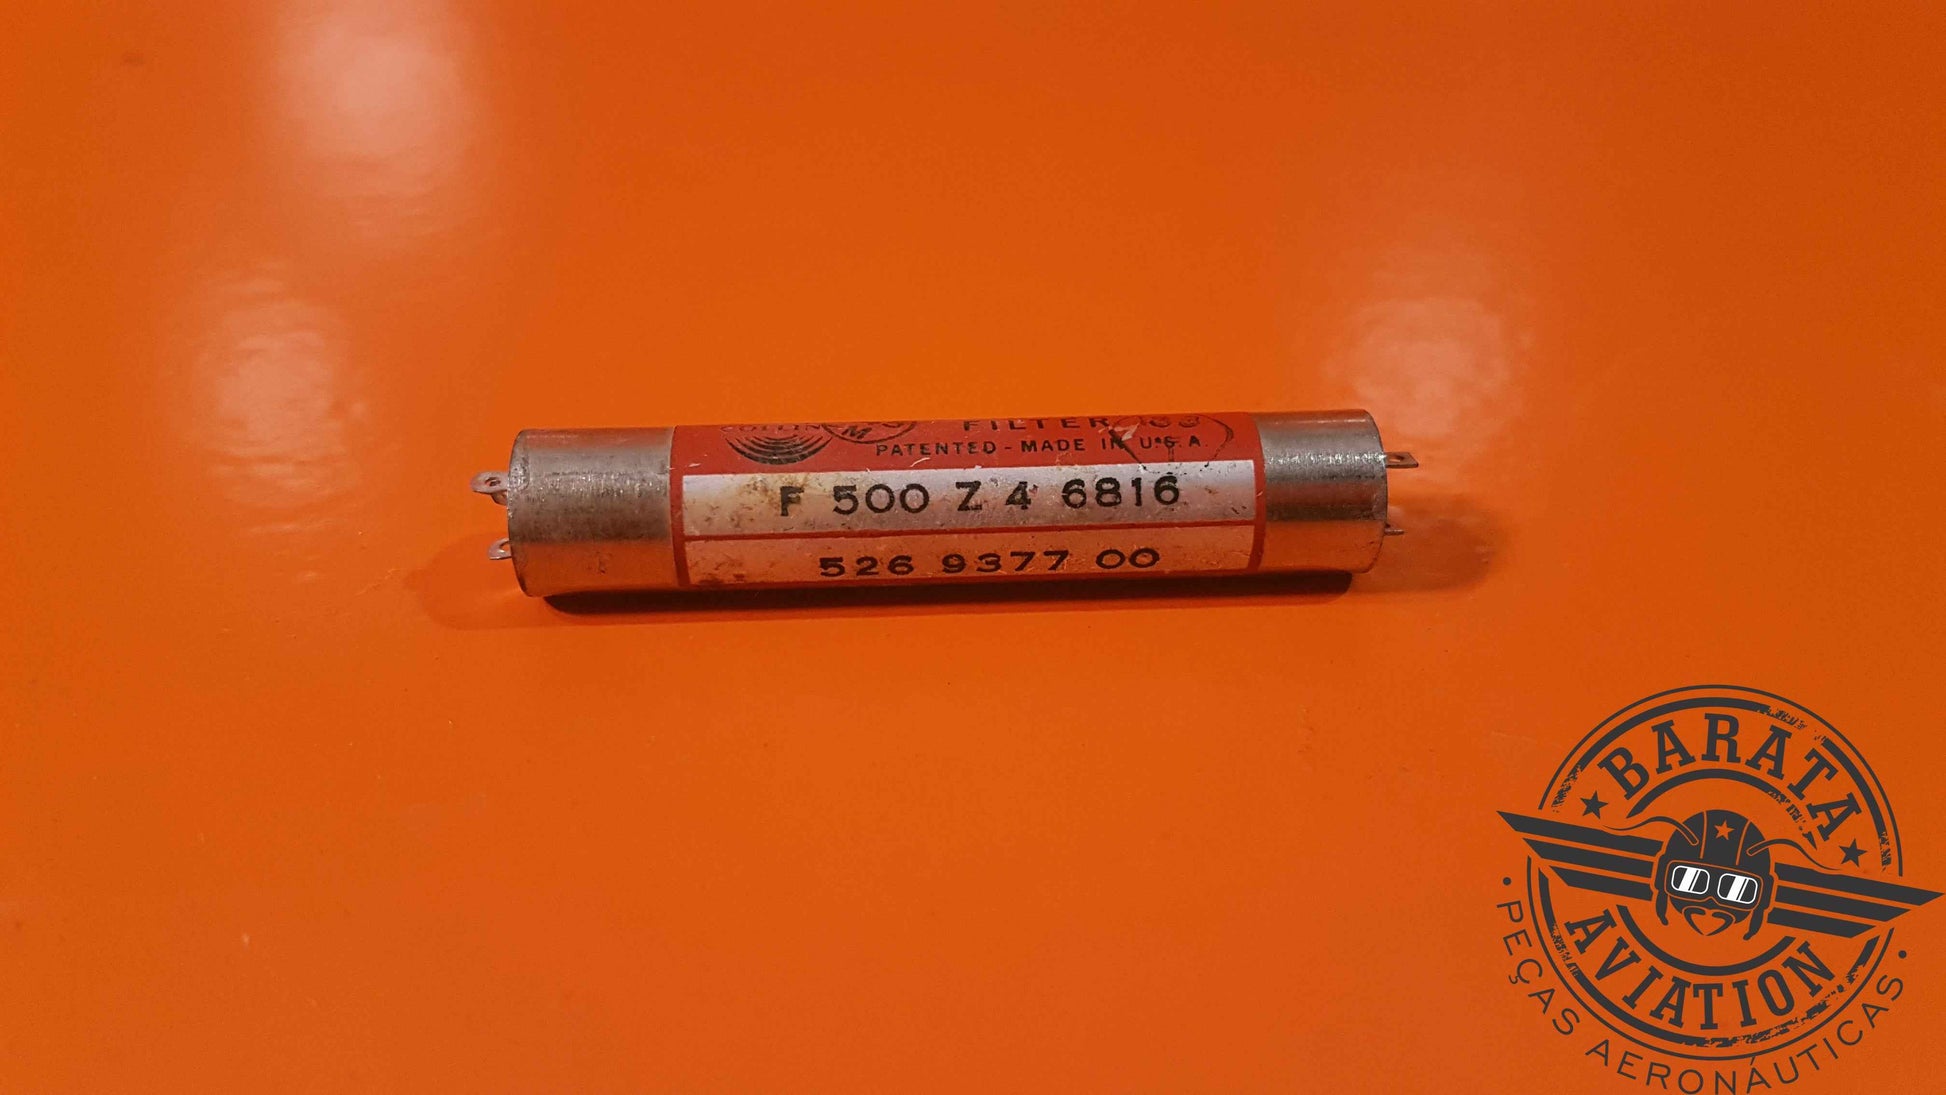 FILTER
PATENTED - MADE IN U.S.A.
F 500 Z 4 6816
526 9377 00
BARATA
AVIATION
• PEÇAS AERONÁUTICAS •